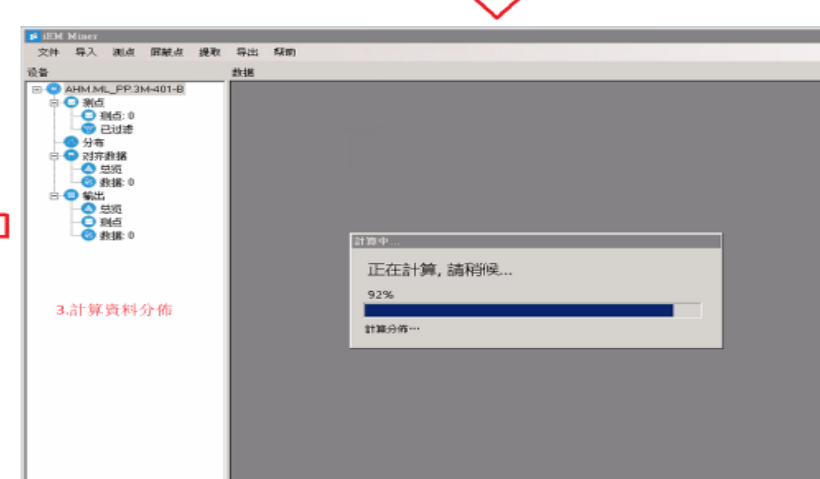 iEM Miner
文件 导入 测点 屏蔽点 提取 导出 帮助
设备
数据
AHM.ML_PP.3M-401-B
测点
测点: 0
已过滤
分布
对齐数据
总览
数据: 0
输出
总览
测点
数据: 0
3.計算資料分佈
計算中...
正在計算, 請稍候...
92%
計算分佈…